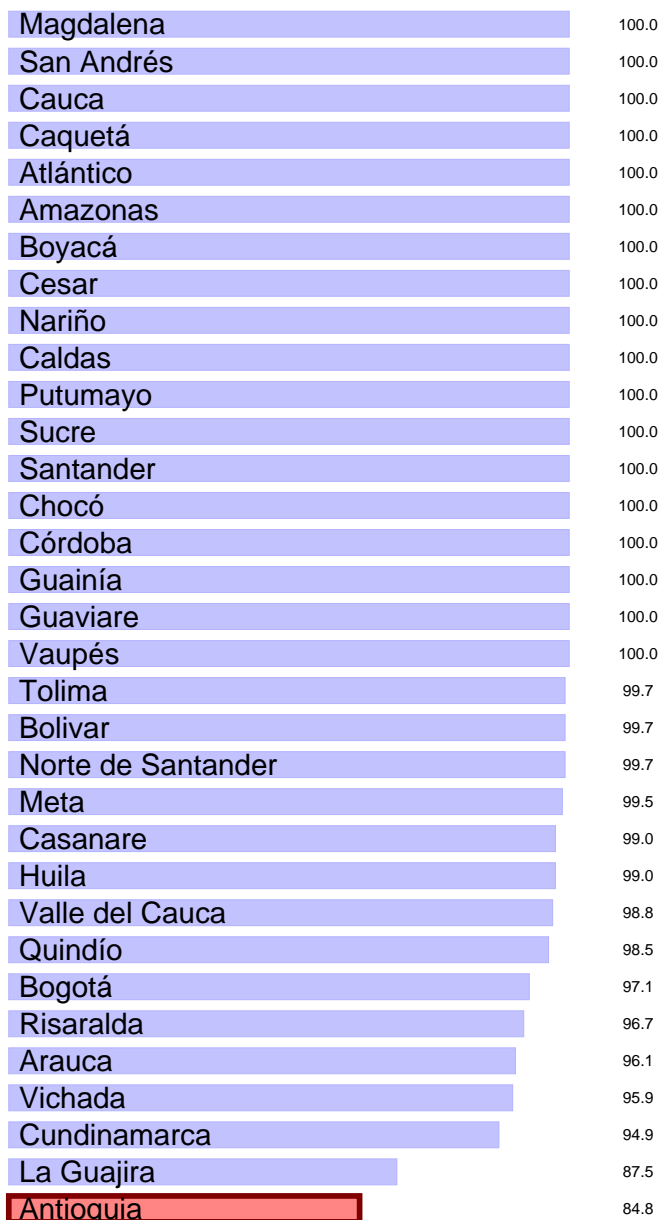 Magdalena 100.0
San Andrés 100.0
Cauca 100.0
Caquetá 100.0
Atlántico 100.0
Amazonas 100.0
Boyacá 100.0
Cesar 100.0
Nariño 100.0
Caldas 100.0
Putumayo 100.0
Sucre 100.0
Santander 100.0
Chocó 100.0
Córdoba 100.0
Guainía 100.0
Guaviare 100.0
Vaupés 100.0
Tolima 99.7
Bolivar 99.7
Norte de Santander 99.7
Meta 99.5
Casanare 99.0
Huila 99.0
Valle del Cauca 98.8
Quindío 98.5
Bogotá 97.1
Risaralda 96.7
Arauca 96.1
Vichada 95.9
Cundinamarca 94.9
La Guajira 87.5
Antioquia 84.8